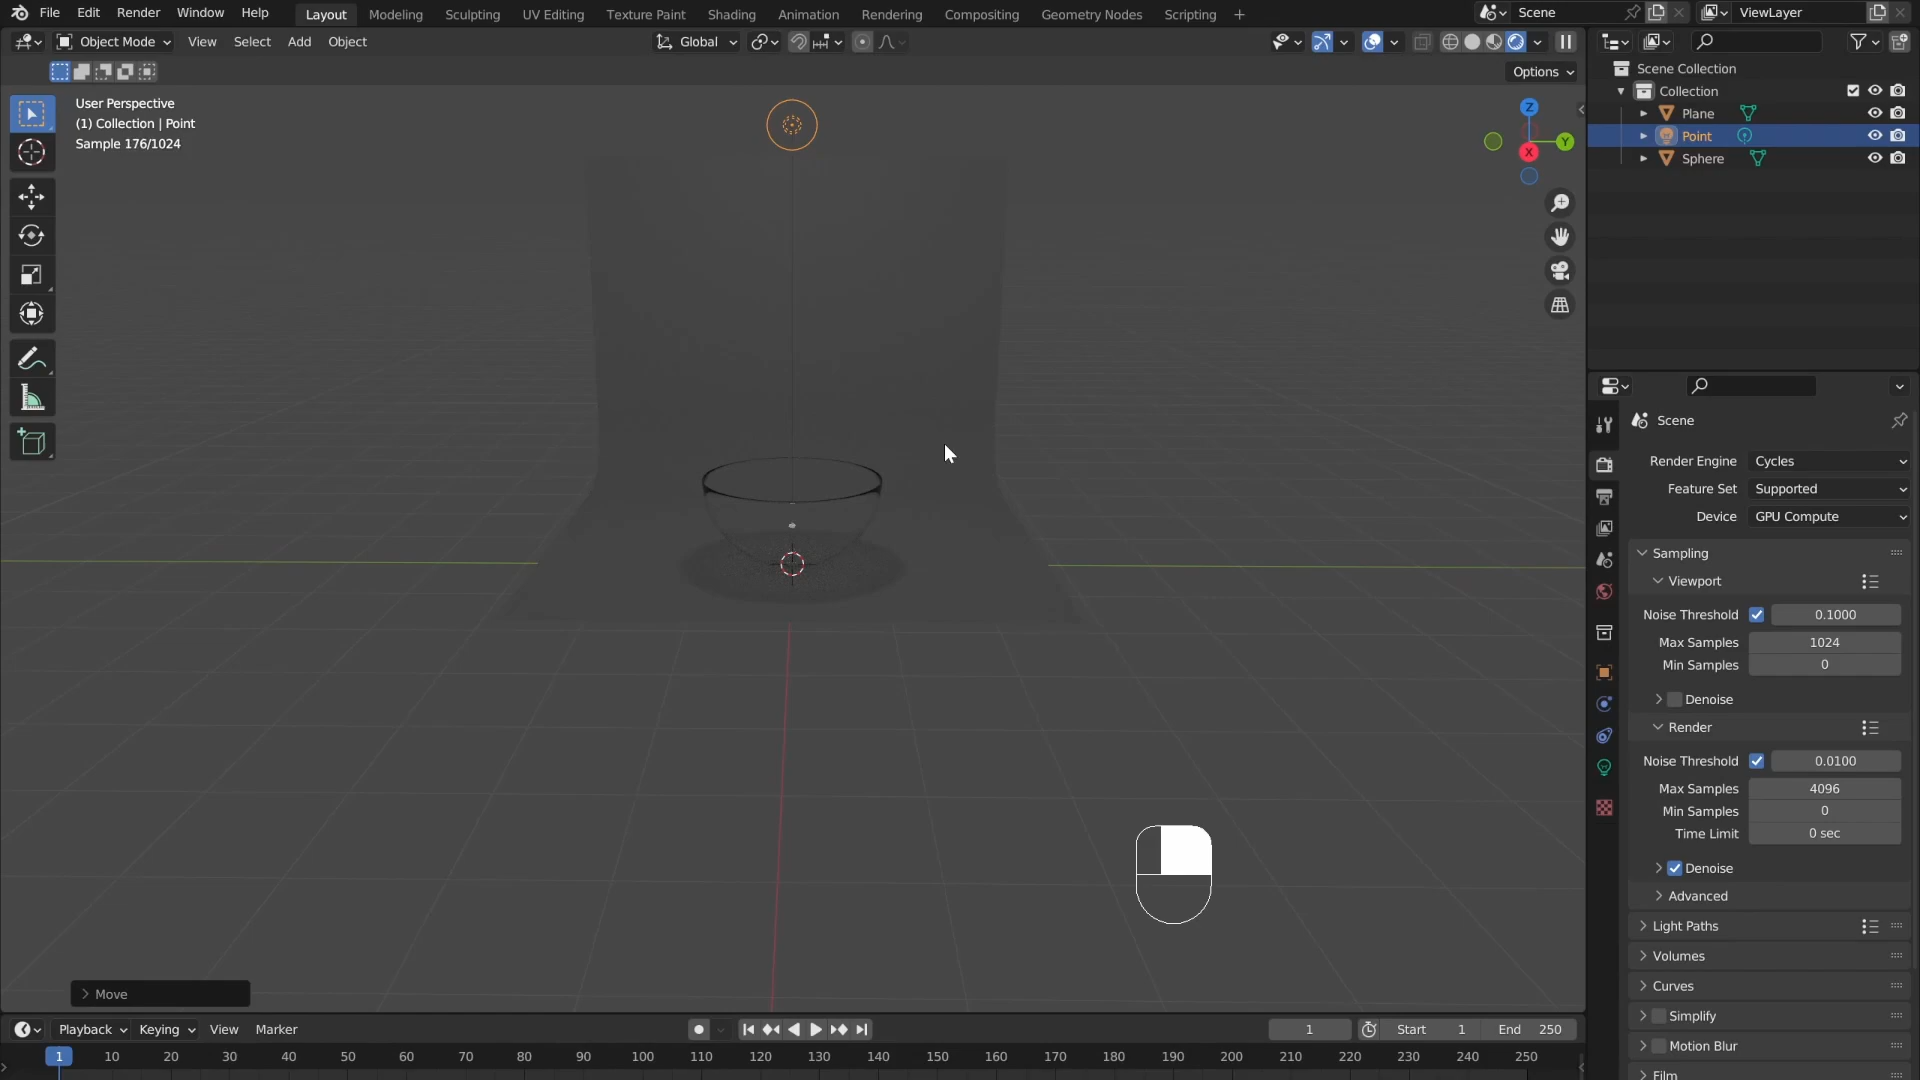 File Edit Render Window Help Layout Modeling Sculpting UV Editing Texture Paint Shading Animation Rendering Compositing Geometry Nodes Scripting Scene ViewLayer
Object Mode View Select Add Object Global
Options
User Perspective
(1) Collection | Point
Sample 176/1024
Z
Y
X
Scene Collection
Collection
Plane
Point
Sphere
Scene
Render Engine Cycles
Feature Set Supported
Device GPU Compute
Sampling
Viewport
Noise Threshold 0.1000
Max Samples 1024
Min Samples 0
Denoise
Render
Noise Threshold 0.0100
Max Samples 4096
Min Samples 0
Time Limit 0 sec
Denoise
Advanced
Light Paths
Volumes
Curves
Simplify
Motion Blur
Film
Move
Playback Keying View Marker 1 Start 1 End 250
1 10 20 30 40 50 60 70 80 90 100 110 120 130 140 150 160 170 180 190 200 210 220 230 240 250